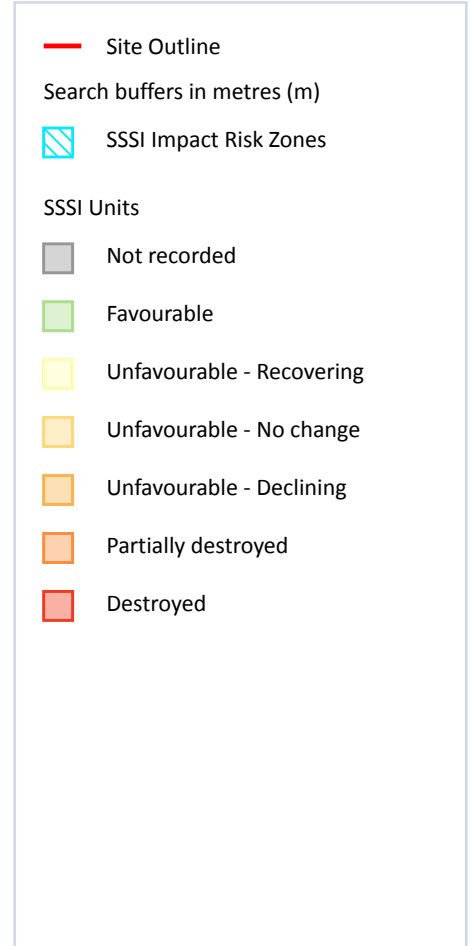 Site Outline
Search buffers in metres (m)
SSSI Impact Risk Zones
SSSI Units
Not recorded
Favourable
Unfavourable - Recovering
Unfavourable - No change
Unfavourable - Declining
Partially destroyed
Destroyed